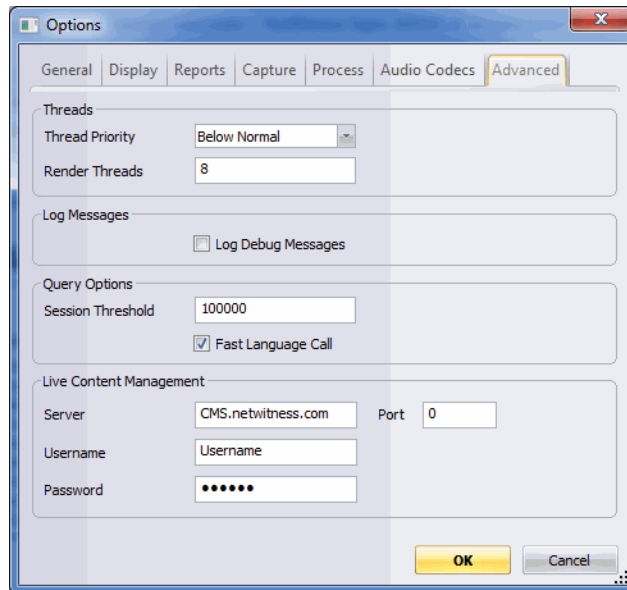 Options
General Display Reports Capture Process Audio Codecs Advanced
Threads
Thread Priority Below Normal
Render Threads 8
Log Messages
Log Debug Messages
Query Options
Session Threshold 100000
Fast Language Call
Live Content Management
Server CMS.netwitness.com Port 0
Username Username
Password ••••••
OK Cancel